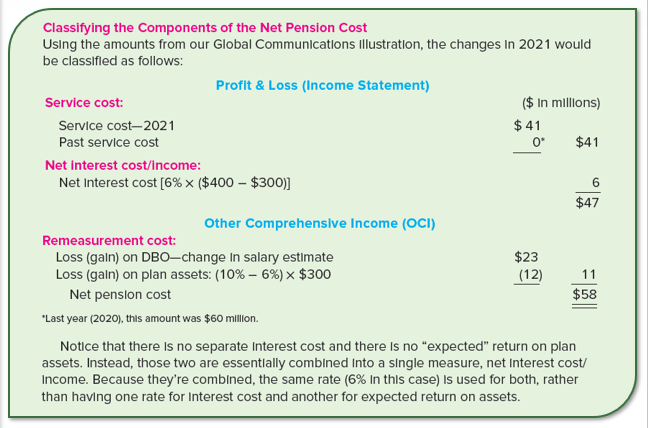 Classifying the Components of the Net Pension Cost
Using the amounts from our Global Communications illustration, the changes in 2021 would
be classified as follows:
Profit & Loss (Income Statement)
Service cost: ($ in millions)
Service cost—2021 $ 41
Past service cost 0* $41
Net interest cost/income:
Net interest cost [6% × ($400 – $300)] 6
$47
Other Comprehensive Income (OCI)
Remeasurement cost:
Loss (gain) on DBO—change in salary estimate $23
Loss (gain) on plan assets: (10% – 6%) × $300 (12) 11
Net pension cost $58
*Last year (2020), this amount was $60 million.
Notice that there is no separate interest cost and there is no “expected” return on plan
assets. Instead, those two are essentially combined into a single measure, net interest cost/
income. Because they’re combined, the same rate (6% in this case) is used for both, rather
than having one rate for interest cost and another for expected return on assets.